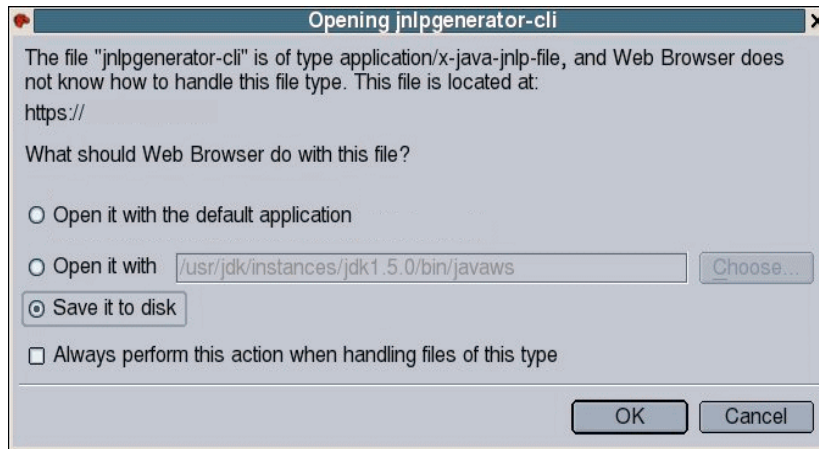 Opening jnlpgenerator-cli
The file "jnlpgenerator-cli" is of type application/x-java-jnlp-file, and Web Browser does
not know how to handle this file type. This file is located at:
https://
What should Web Browser do with this file?
Open it with the default application
Open it with /usr/jdk/instances/jdk1.5.0/bin/javaws Choose...
Save it to disk
Always perform this action when handling files of this type
OK Cancel